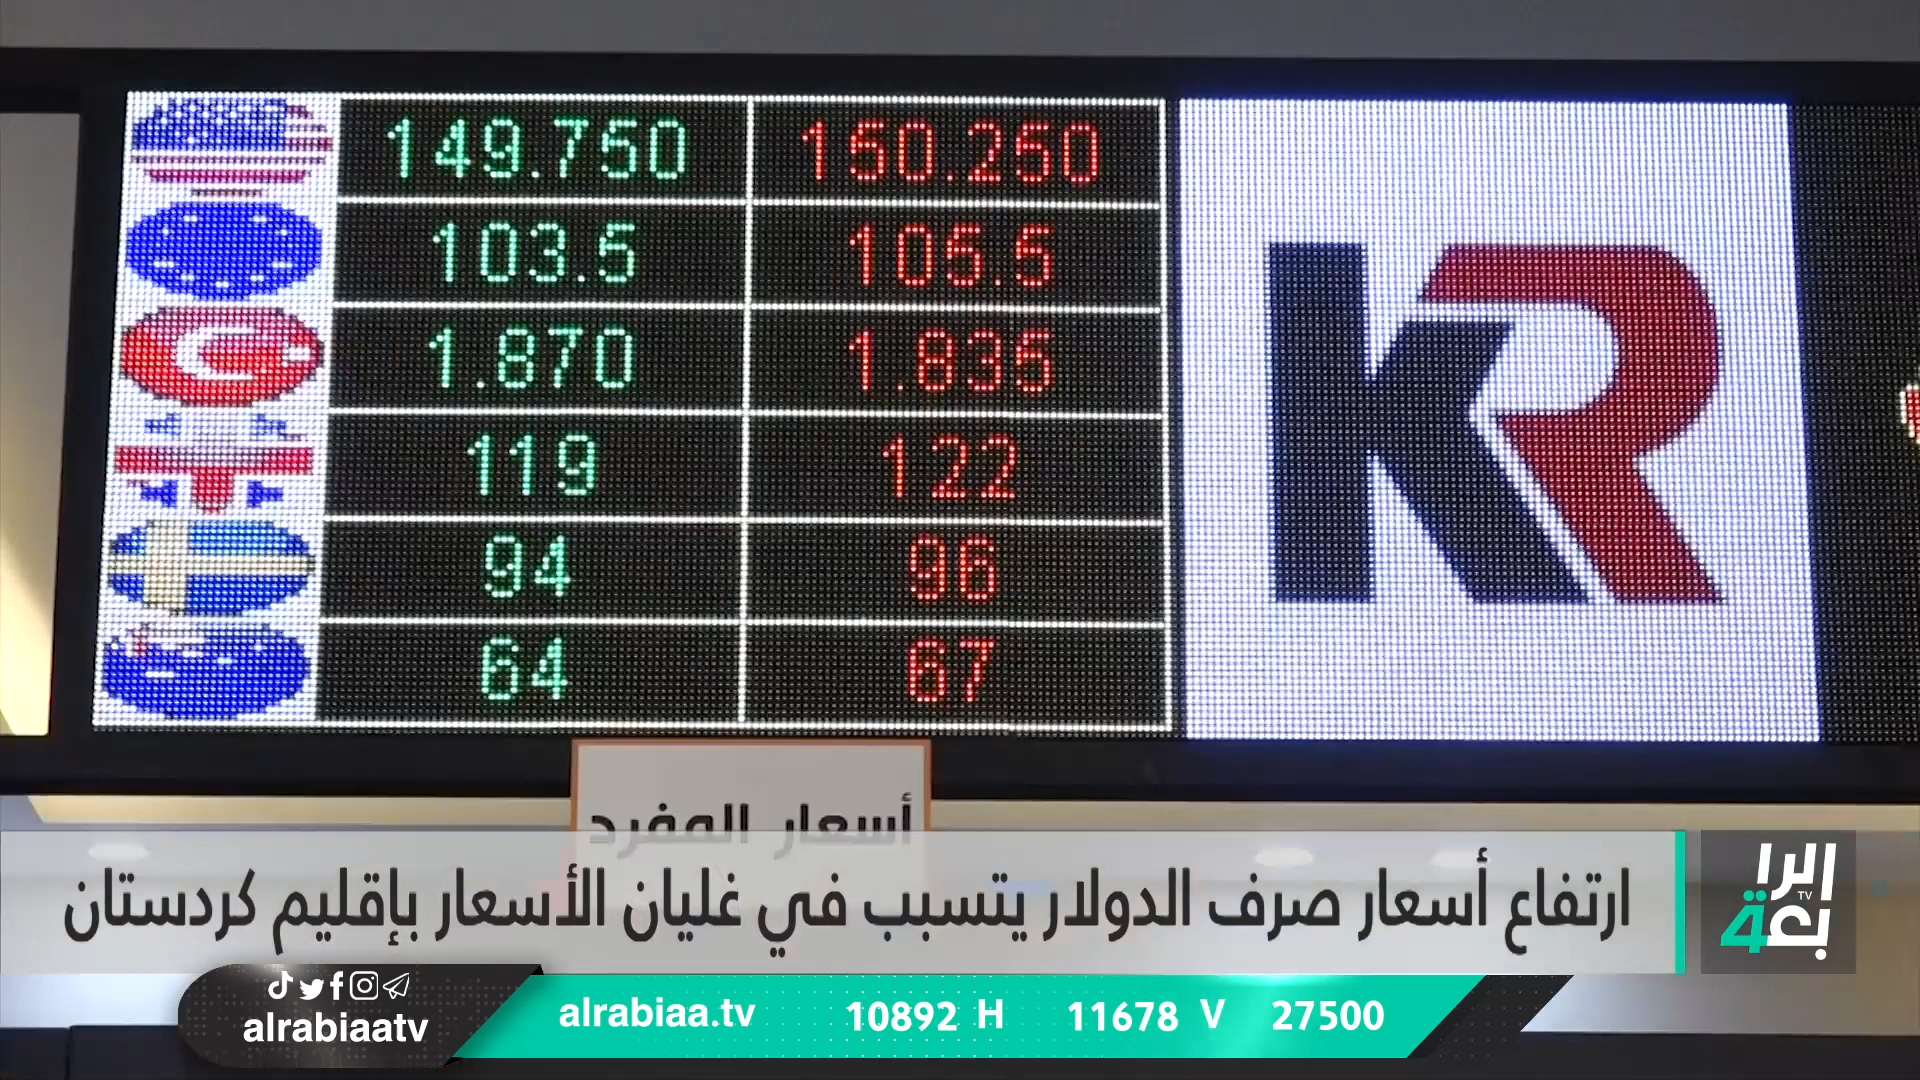 149.750 150.250
103.5 105.5
1.870 1.835
119 122
94 96
64 67
KR
أسعار المفرد
ارتفاع أسعار صرف الدولار يتسبب في غليان الأسعار بإقليم كردستان
الرابعة
TV
4
alrabiaatv
alrabiaa.tv 10892 H 11678 V 27500